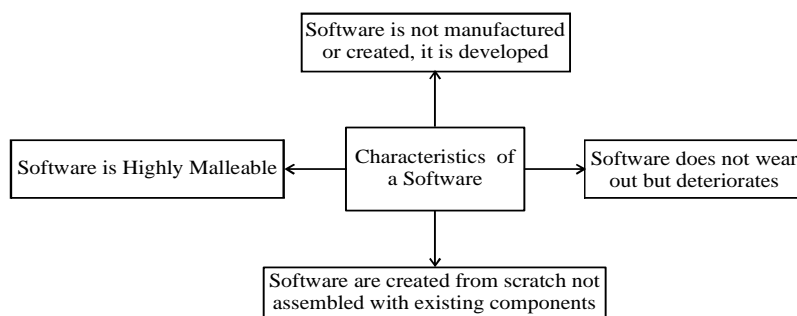 Software is not manufactured
or created, it is developed
Software is Highly Malleable
Characteristics of
a Software
Software does not wear
out but deteriorates
Software are created from scratch not
assembled with existing components